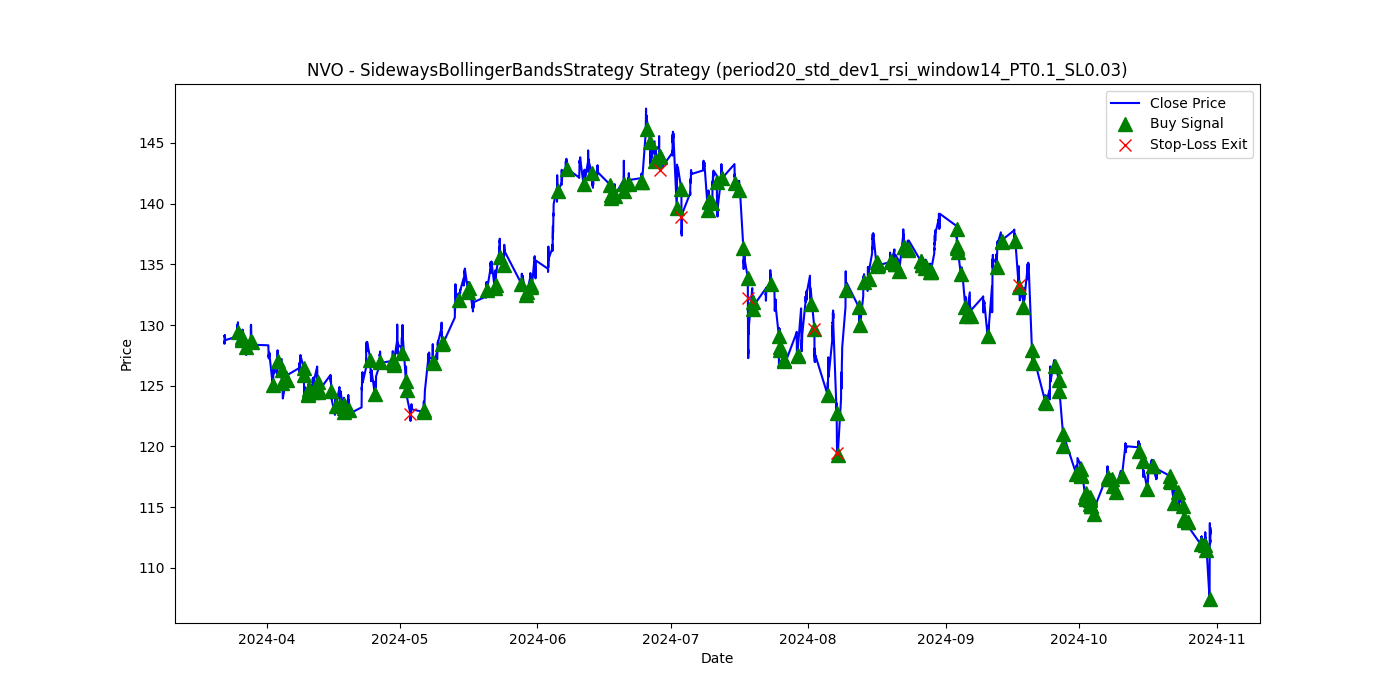 NVO - SidewaysBollingerBandsStrategy Strategy (period20_std_dev1_rsi_window14_PT0.1_SL0.03)
Close Price
Buy Signal
Stop-Loss Exit
145
140
135
130
125
120
115
110
Price
2024-04 2024-05 2024-06 2024-07 2024-08 2024-09 2024-10 2024-11
Date